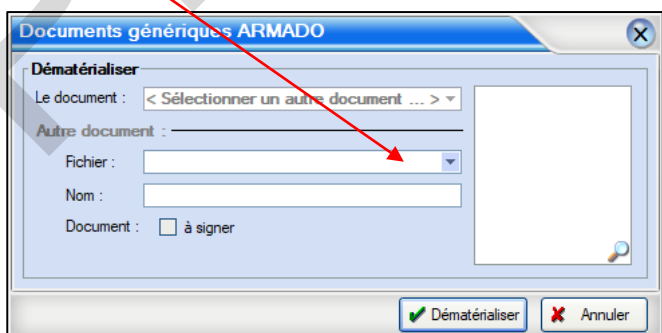 Documents génériques ARMADO
Dématérialiser
Le document : < Sélectionner un autre document ... >
Autre document :
Fichier :
Nom :
Document : à signer
Dématérialiser Annuler